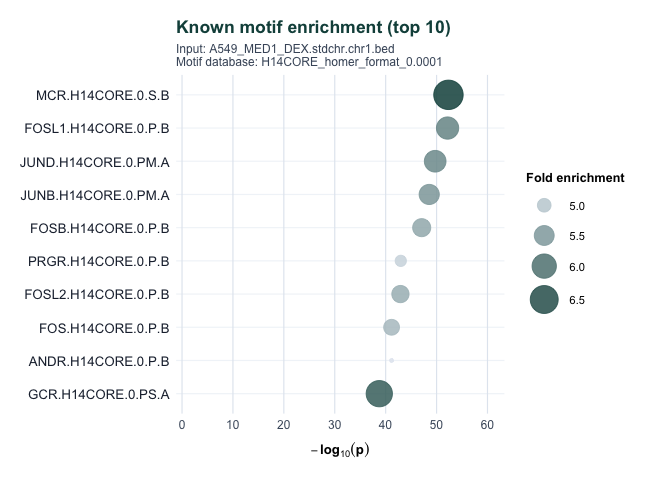 Known motif enrichment (top 10)
Input: A549_MED1_DEX.stdchr.chr1.bed
Motif database: H14CORE_homer_format_0.0001
MCR.H14CORE.0.S.B
FOSL1.H14CORE.0.P.B
JUND.H14CORE.0.PM.A
JUNB.H14CORE.0.PM.A
FOSB.H14CORE.0.P.B
PRGR.H14CORE.0.P.B
FOSL2.H14CORE.0.P.B
FOS.H14CORE.0.P.B
ANDR.H14CORE.0.P.B
GCR.H14CORE.0.PS.A
0 10 20 30 40 50 60
−log₁₀(p)
Fold enrichment
5.0
5.5
6.0
6.5